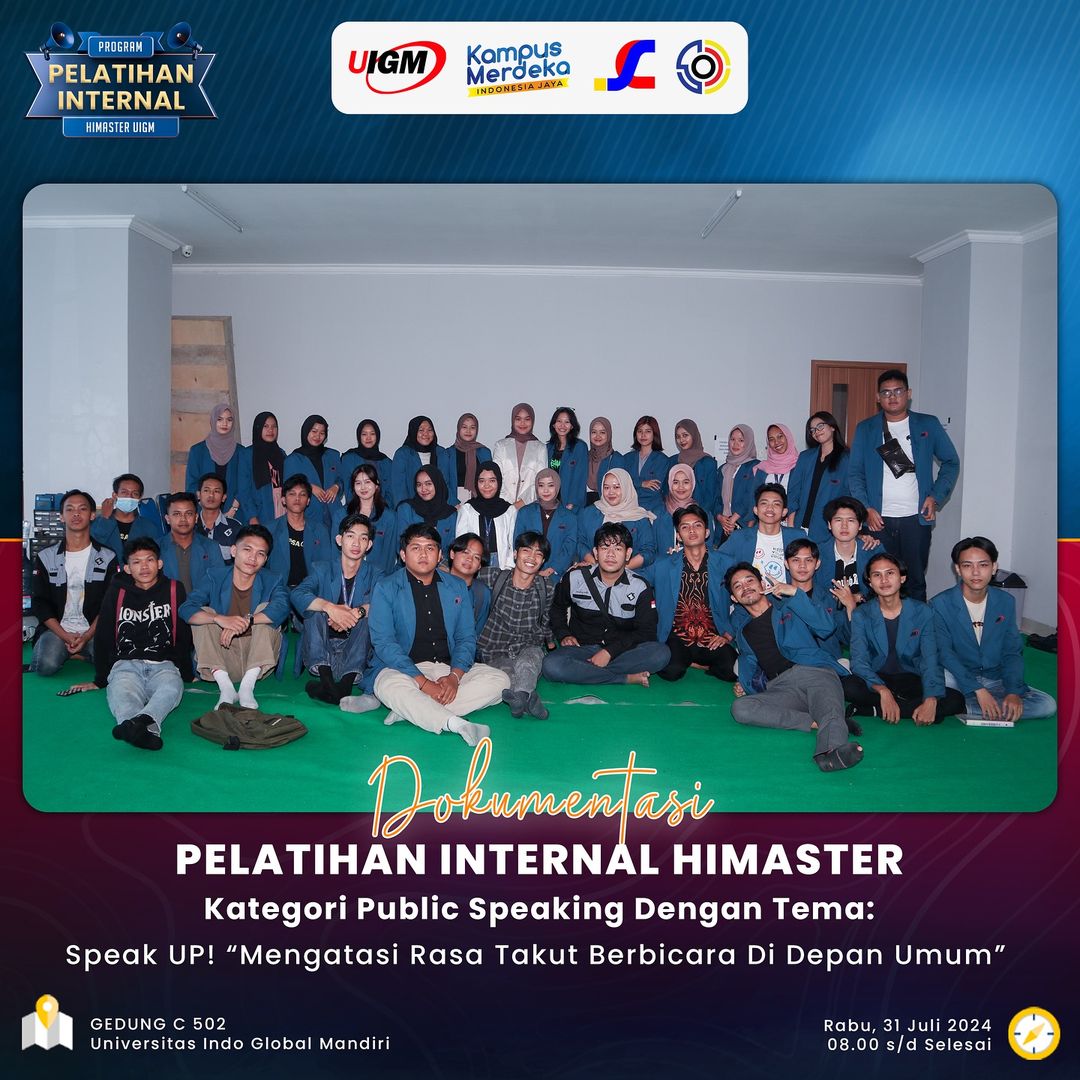 PROGRAM
PELATIHAN
INTERNAL
HIMASTER UIGM
UIGM
Kampus
Merdeka
INDONESIA JAYA
MONSTER
Dokumentasi
PELATIHAN INTERNAL HIMASTER
Kategori Public Speaking Dengan Tema:
Speak UP! “Mengatasi Rasa Takut Berbicara Di Depan Umum”
GEDUNG C 502
Universitas Indo Global Mandiri
Rabu, 31 Juli 2024
08.00 s/d Selesai